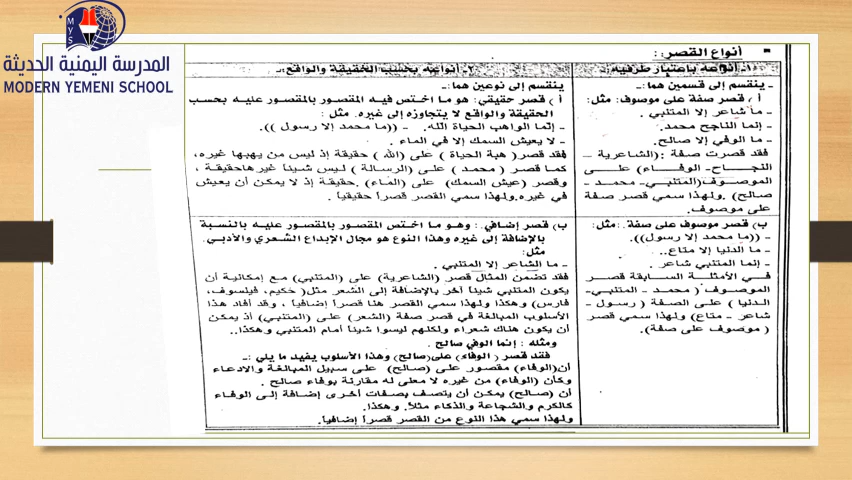 المدرسة اليمنية الحديثة
MODERN YEMENI SCHOOL
- أنواع القصر :
١- أنواعه باعتبار طرفيه :-
- ينقسم إلى قسمين هما :-
أ ) قصر صفة على موصوف: مثل:
- ما شاعر إلا المتنبي .
- إنما الناجح محمد.
- ما الوفي إلا صالح.
فقد قصرت صفة :(الشاعرية –
النجاح- الوفاء) على
الموصوف(المتنبي- محمد -
صالح) .ولهذا سمي قصر صفة
على موصوف.
ب) قصر موصوف على صفة .:مثل:
- ((ما محمد إلا رسول)).
- ما الدنيا إلا متاع..
- إنما المتنبي شاعر .
في الأمثلة السابقة قصر
الموصوف (محمد – المتنبي-
الدنيا ) على الصفة (رسول -
شاعر – متاع) ولهذا سمي قصر
( موصوف على صفة).
٢- أنواعه بحسب الحقيقة والواقع:-
ينقسم إلى نوعين هما:-
أ ) قصر حقيقي: هو ما اختص فيه المقصور بالمقصور عليه بحسب
الحقيقة والواقع لا يتجاوزه إلى غيره. مثل :
- إنما الواهب الحياة الله. - ((ما محمد إلا رسول )).
- لا يعيش السمك إلا في الماء .
فقد قصر( هبة الحياة ) على (الله ) حقيقة إذ ليس من يهبها غيره،
كما قصر ( محمد ) على (الرسالة ) ليس شيئاً غيرها حقيقة ،
وقصر (عيش السمك) على (الماء) .حقيقة إذ لا يمكن أن يعيش
في غيره.ولهذا سمي القصر قصراً حقيقياً.
ب) قصر إضافي .: وهو ما اختص المقصور بالمقصور عليه بالنسبة
بالإضافة إلى غيره وهذا النوع هو مجال الإبداع الشعري والأدبي.
مثل:
- ما الشاعر إلا المتنبي .
فقد تضمن المثال قصر (الشاعرية) على (المتنبي) مع إمكانية أن
يكون المتنبي شيئاً آخر بالإضافة إلى الشعر مثل( حكيم، فيلسوف،
فارس) وهكذا ولهذا سمي القصر هنا قصراً إضافياً ، وقد أفاد هذا
الأسلوب المبالغة في قصر صفة (الشعر) على (المتنبي) إذ يمكن
أن يكون هناك شعراء ولكنهم ليسوا شيئاً أمام المتنبي وهكذا..
ومثله : إنما الوفي صالح .
فقد قصر ( الوفاء) على(صالح) وهذا الأسلوب يفيد ما يلي :-
أن(الوفاء) مقصور على (صالح) على سبيل المبالغة والادعاء
وكأن (الوفاء) من غيره لا معنى له مقارنة بوفاء صالح .
أن (صالح) يمكن أن يتصف بصفات أخرى إضافة إلى الوفاء
كالكرم والشجاعة والذكاء مثلاً. وهكذا.
ولهذا سمي هذا النوع من القصر قصراً إضافياً.